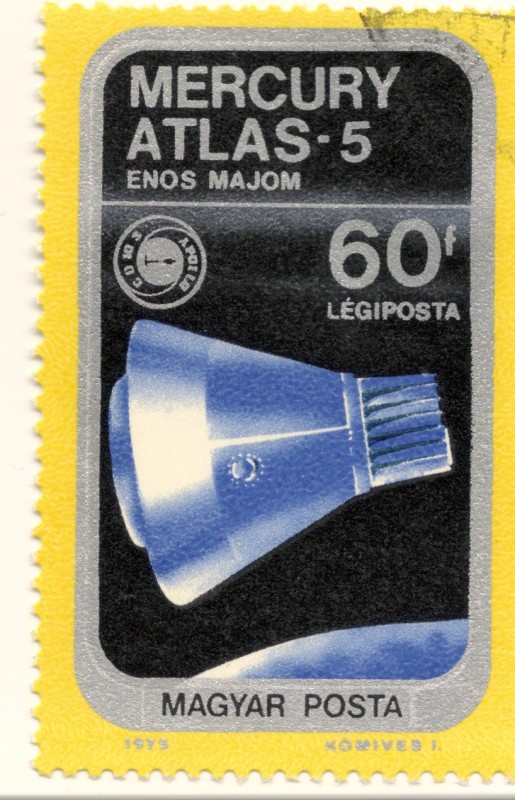 MERCURY
ATLAS-5
ENOS MAJOM
60f
LÉGIPOSTA
MAGYAR POSTA
1975 KÖMIVES I.